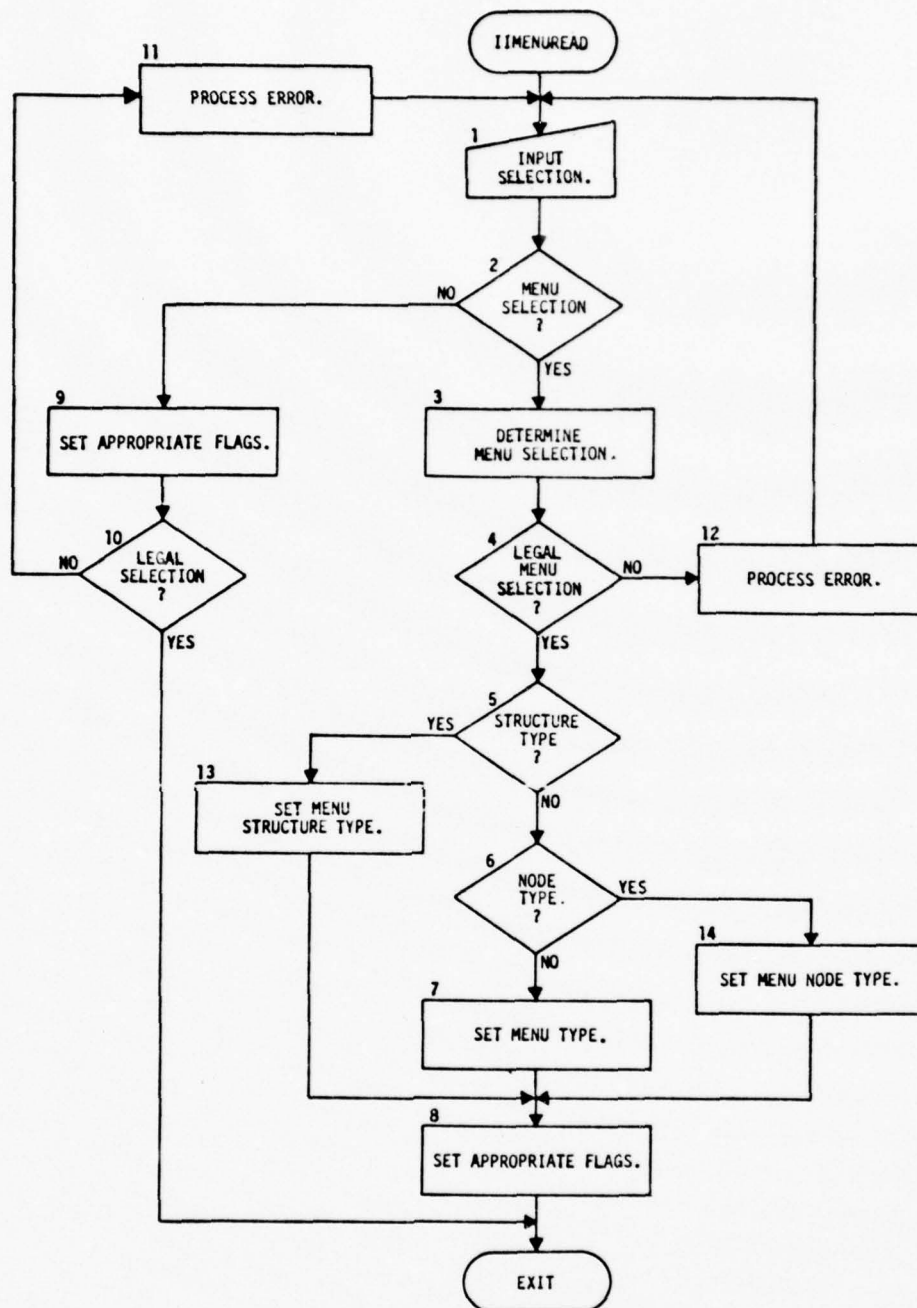 IIMENUREAD
11
PROCESS ERROR.
1
INPUT
SELECTION.
2
MENU
SELECTION
?
NO
YES
9
SET APPROPRIATE FLAGS.
3
DETERMINE
MENU SELECTION.
10
LEGAL
SELECTION
?
NO
YES
4
LEGAL
MENU
SELECTION
?
NO
YES
12
PROCESS ERROR.
5
STRUCTURE
TYPE
?
YES
NO
13
SET MENU
STRUCTURE TYPE.
6
NODE
TYPE.
?
YES
NO
14
SET MENU NODE TYPE.
7
SET MENU TYPE.
8
SET APPROPRIATE FLAGS.
EXIT